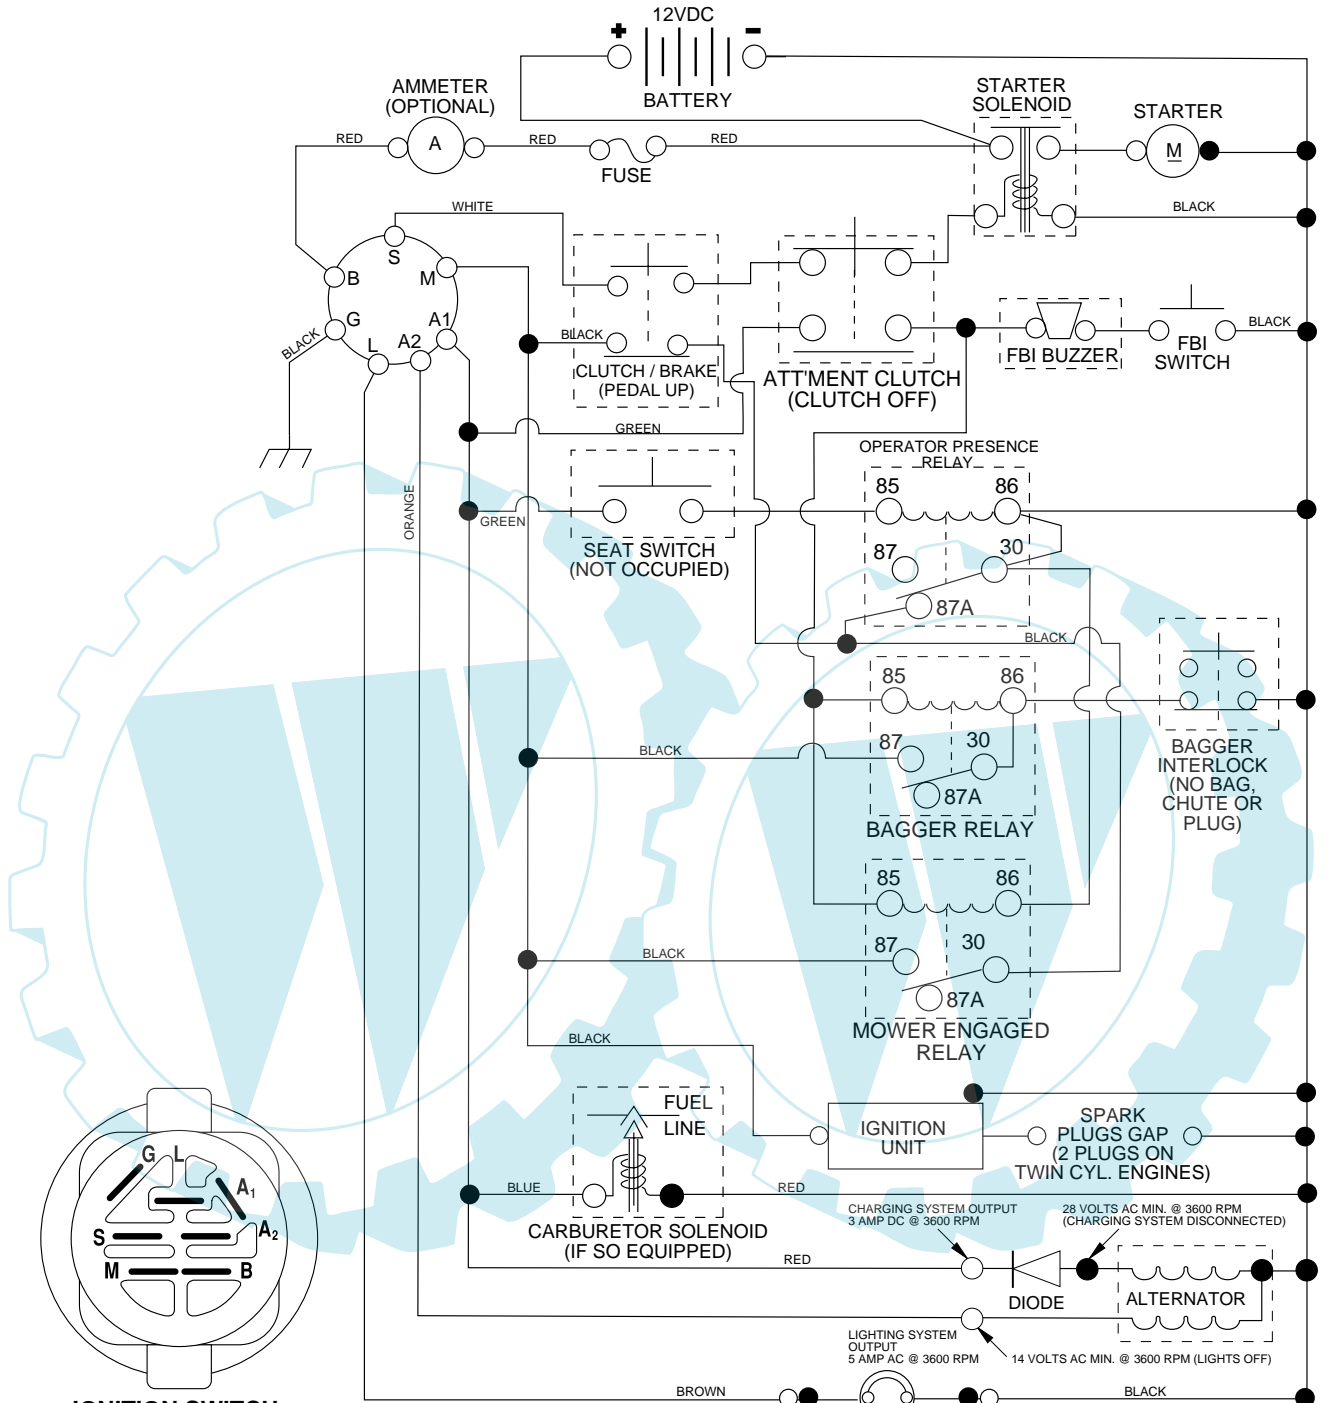 12VDC
+ −
BATTERY
AMMETER
(OPTIONAL)
RED
A
RED
FUSE
RED
STARTER
SOLENOID
STARTER
M
BLACK
WHITE
S
B
M
G
A1
L
A2
BLACK
BLACK
CLUTCH / BRAKE
(PEDAL UP)
ATT'MENT CLUTCH
(CLUTCH OFF)
FBI BUZZER
FBI
SWITCH
BLACK
GREEN
OPERATOR PRESENCE
RELAY
85 86
87 30
87A
ORANGE
GREEN
SEAT SWITCH
(NOT OCCUPIED)
BLACK
85 86
87 30
87A
BAGGER RELAY
BLACK
BAGGER
INTERLOCK
(NO BAG,
CHUTE OR
PLUG)
85 86
87 30
87A
MOWER ENGAGED
RELAY
BLACK
BLACK
FUEL
LINE
IGNITION
UNIT
SPARK
PLUGS GAP
(2 PLUGS ON
TWIN CYL. ENGINES)
BLUE
RED
CARBURETOR SOLENOID
(IF SO EQUIPPED)
CHARGING SYSTEM OUTPUT
3 AMP DC @ 3600 RPM
28 VOLTS AC MIN. @ 3600 RPM
(CHARGING SYSTEM DISCONNECTED)
RED
DIODE
ALTERNATOR
LIGHTING SYSTEM
OUTPUT
5 AMP AC @ 3600 RPM
14 VOLTS AC MIN. @ 3600 RPM (LIGHTS OFF)
BROWN
BLACK
G L
A1
A2
S
M
B
IGNITION SWITCH